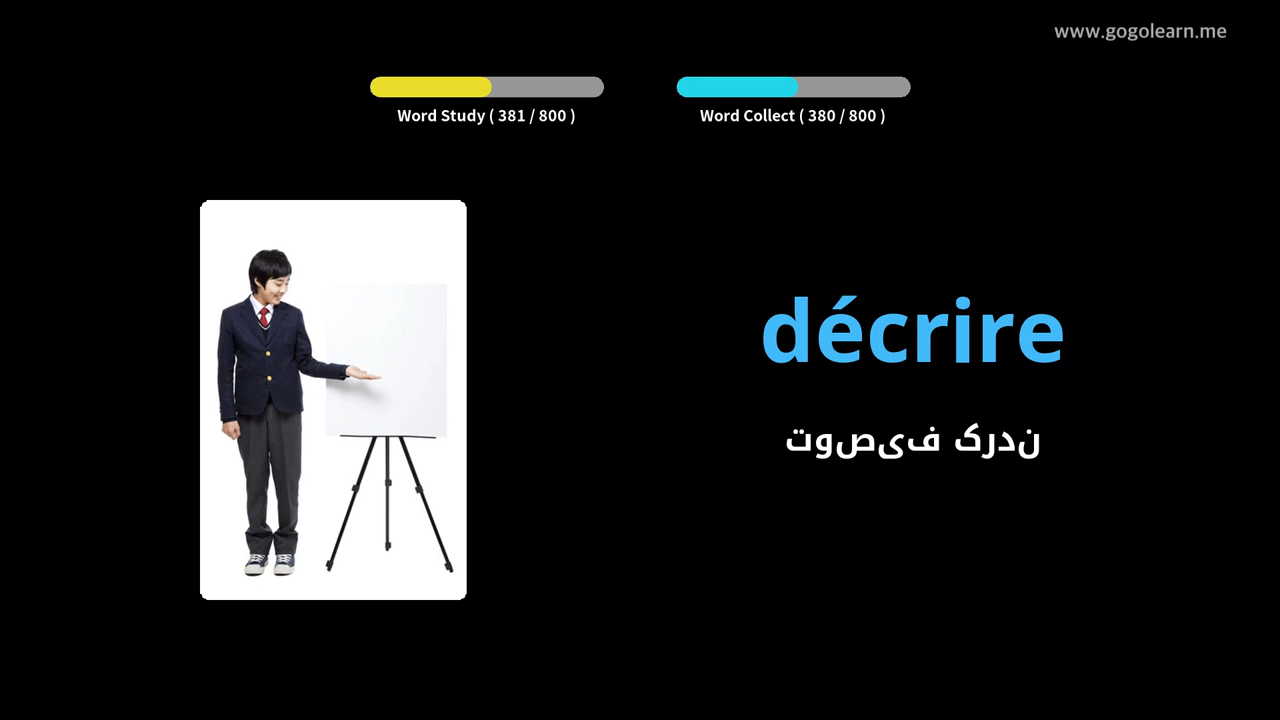 www.gogolearn.me
Word Study ( 381 / 800 )
Word Collect ( 380 / 800 )
décrire
توصیف کردن